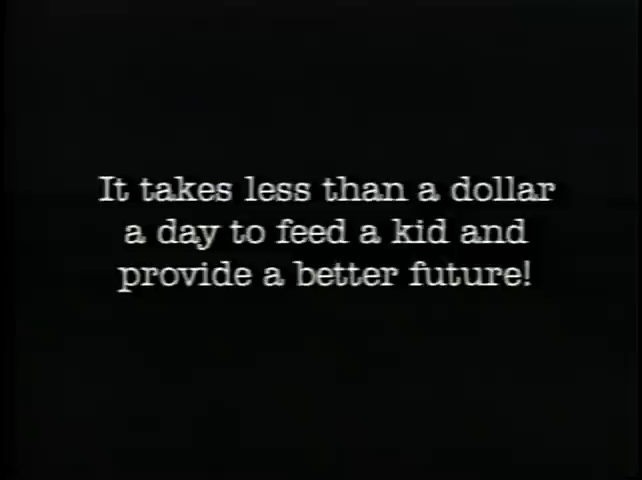 It takes less than a dollar
a day to feed a kid and
provide a better future!